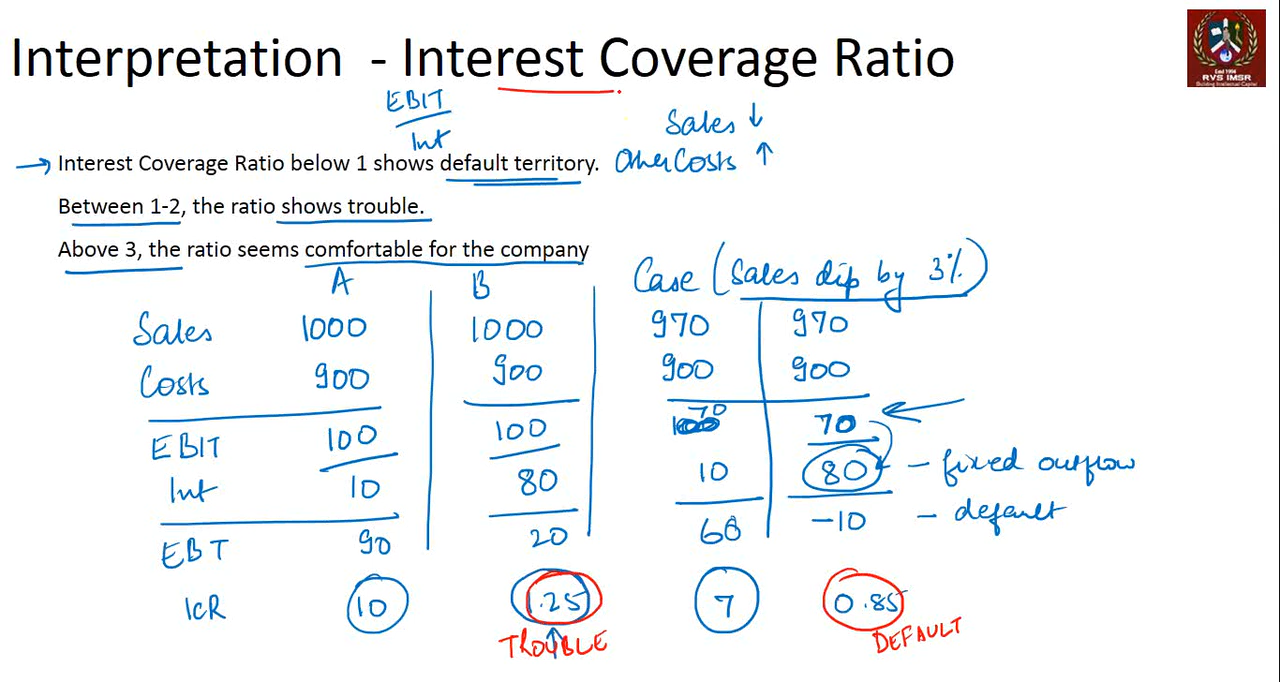 Interpretation - Interest Coverage Ratio
Estd 1994
RVS IMSR
Building Intellectual Capital
EBIT
Int
Sales ↓
Other Costs ↑
→ Interest Coverage Ratio below 1 shows default territory.
Between 1-2, the ratio shows trouble.
Above 3, the ratio seems comfortable for the company
A B Case (Sales dip by 3%)
Sales 1000 1000 970 970
Costs 900 900 900 900
EBIT 100 100 70 70
Int 10 80 10 80 - fixed outflow
EBT 90 20 60 -10 - default
ICR 10 1.25 7 0.85
TROUBLE DEFAULT